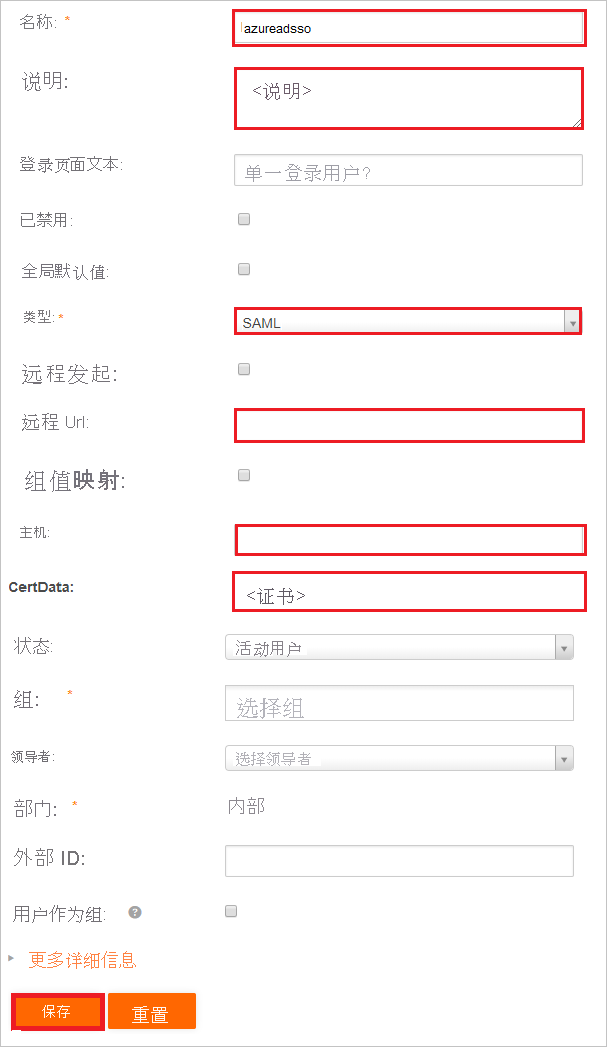 名称: * azureadsso
说明: <说明>
登录页面文本: 单一登录用户?
已禁用:
全局默认值:
类型: * SAML
远程发起:
远程 Url:
组值映射:
主机:
CertData: <证书>
状态: 活动用户
组: * 选择组
领导者: 选择领导者
部门: * 内部
外部 ID:
用户作为组: ?
更多详细信息
保存 重置